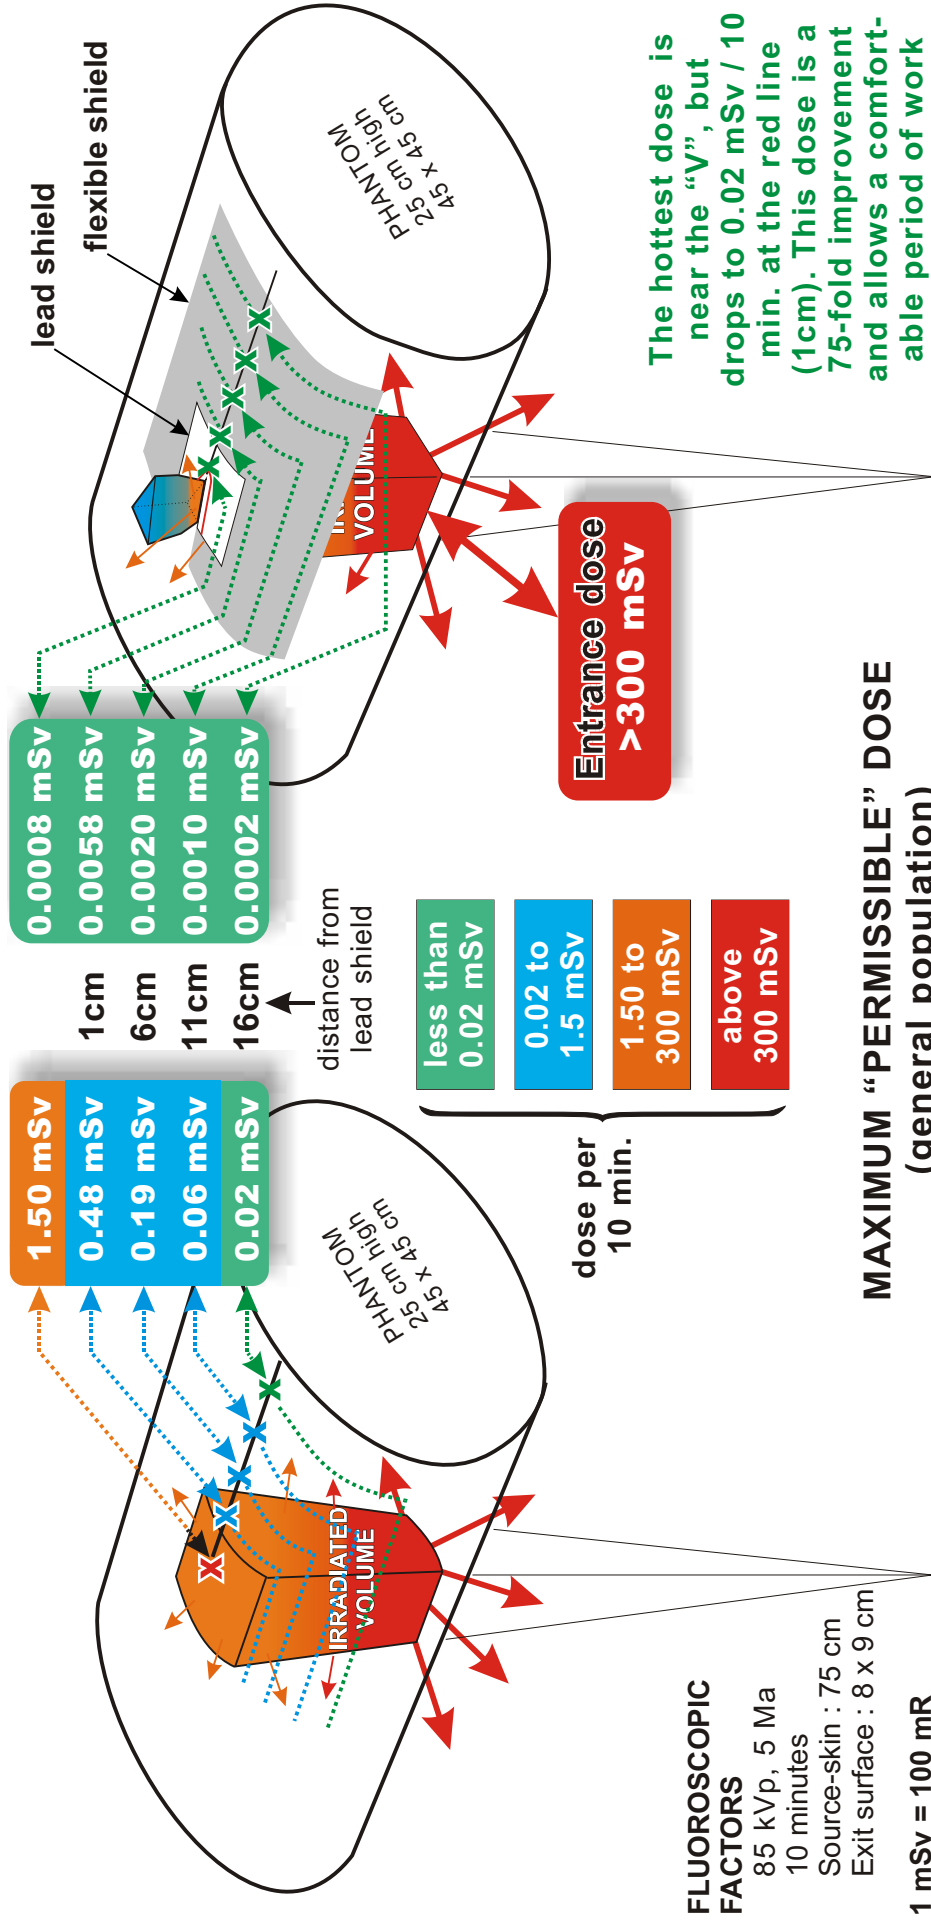 1.50 mSv
0.48 mSv
0.19 mSv
0.06 mSv
0.02 mSv
1cm
6cm
11cm
16cm
distance from
lead shield
0.0008 mSv
0.0058 mSv
0.0020 mSv
0.0010 mSv
0.0002 mSv
lead shield
flexible shield
PHANTOM
25 cm high
45 x 45 cm
IRRADIATED
VOLUME
PHANTOM
25 cm high
45 x 45 cm
VOLUME
dose per
10 min.
less than
0.02 mSv
0.02 to
1.5 mSv
1.50 to
300 mSv
above
300 mSv
Entrance dose
>300 mSv
FLUOROSCOPIC
FACTORS
85 kVp, 5 Ma
10 minutes
Source-skin : 75 cm
Exit surface : 8 x 9 cm
1 mSv = 100 mR
MAXIMUM “PERMISSIBLE” DOSE
(general population)
The hottest dose is
near the “V”, but
drops to 0.02 mSv / 10
min. at the red line
(1cm). This dose is a
75-fold improvement
and allows a comfort-
able period of work